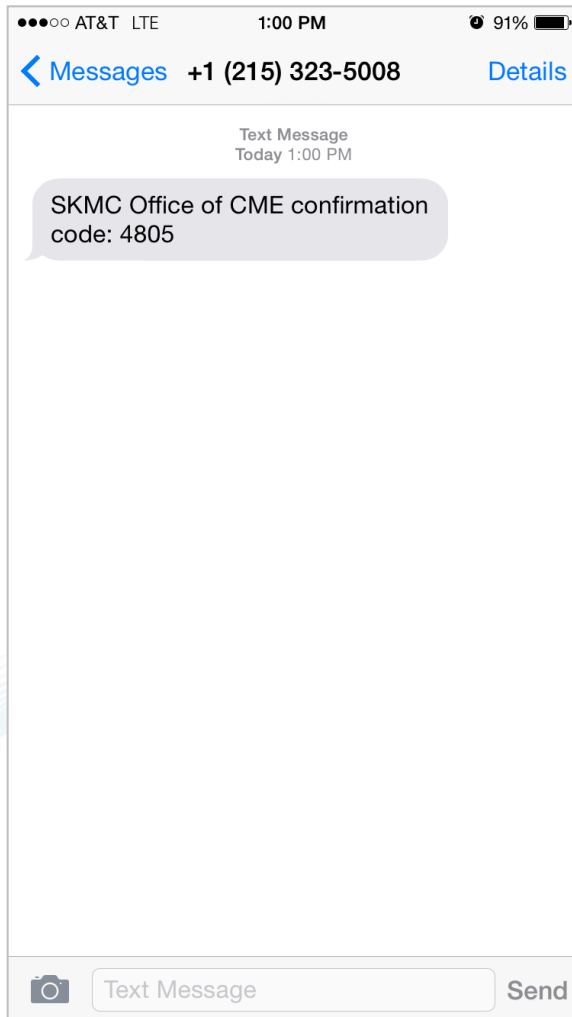 AT&T LTE 1:00 PM 91%
Messages +1 (215) 323-5008 Details
Text Message
Today 1:00 PM
SKMC Office of CME confirmation
code: 4805
Text Message Send